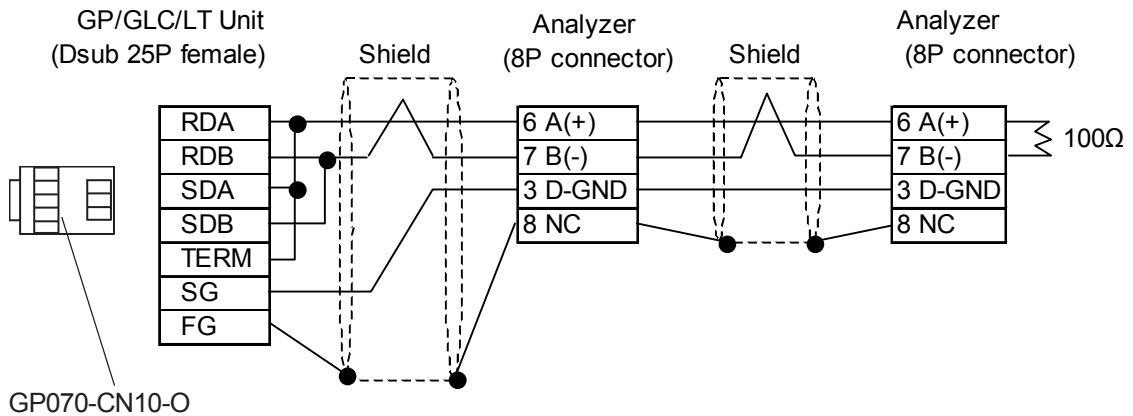 GP/GLC/LT Unit
(Dsub 25P female)
Shield
Analyzer
(8P connector)
Shield
Analyzer
(8P connector)
RDA
RDB
SDA
SDB
TERM
SG
FG
6 A(+)
7 B(-)
3 D-GND
8 NC
6 A(+)
7 B(-)
3 D-GND
8 NC
100Ω
GP070-CN10-O